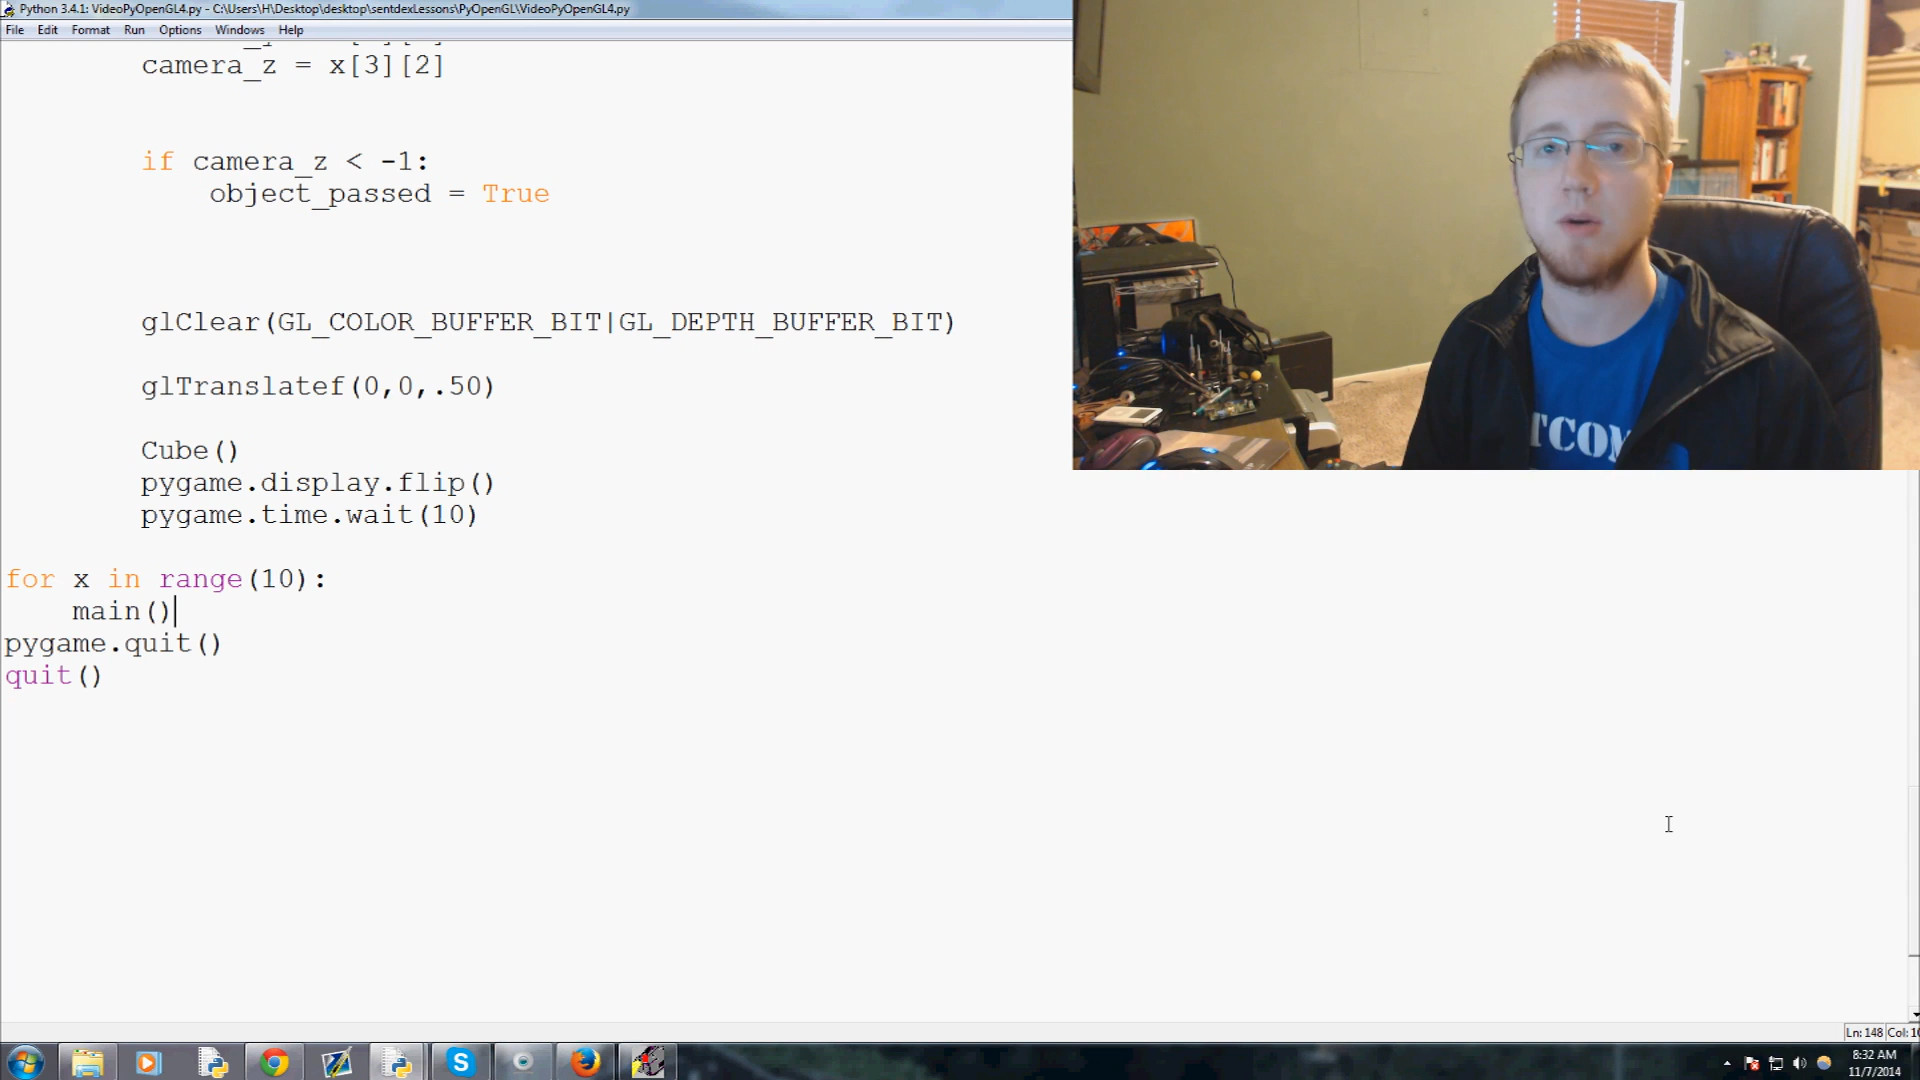 Python 3.4.1: VideoPyOpenGL4.py - C:\Users\H\Desktop\desktop\sentdexLessons\PyOpenGL\VideoPyOpenGL4.py
File Edit Format Run Options Windows Help
camera_z = x[3][2]
if camera_z < -1:
object_passed = True
glClear(GL_COLOR_BUFFER_BIT|GL_DEPTH_BUFFER_BIT)
glTranslatef(0,0,.50)
Cube()
pygame.display.flip()
pygame.time.wait(10)
for x in range(10):
main()
pygame.quit()
quit()
TCOM
Ln: 148 Col: 10
8:32 AM
11/7/2014